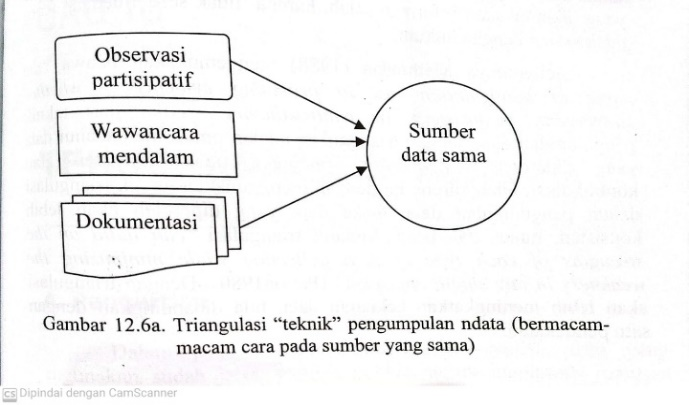 Observasi
partisipatif
Wawancara
mendalam
Dokumentasi
Sumber
data sama
Gambar 12.6a. Triangulasi “teknik” pengumpulan ndata (bermacam-
macam cara pada sumber yang sama)
CS Dipindai dengan CamScanner